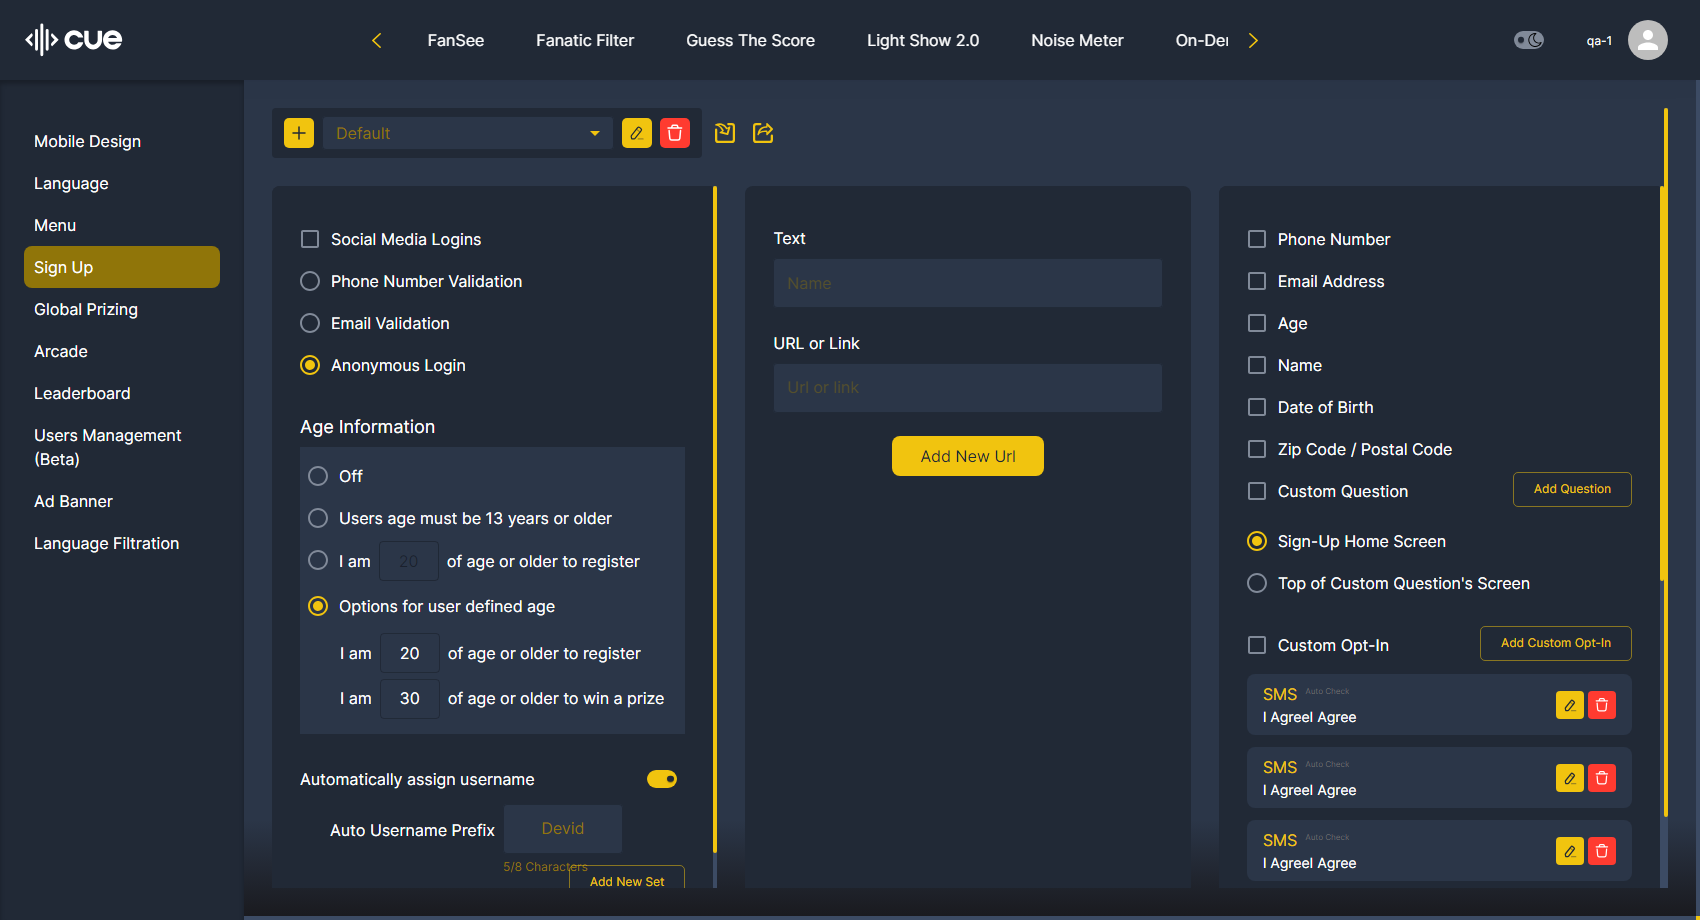 cue
FanSee
Fanatic Filter
Guess The Score
Light Show 2.0
Noise Meter
On-De
qa-1
Mobile Design
Language
Menu
Sign Up
Global Prizing
Arcade
Leaderboard
Users Management
(Beta)
Ad Banner
Language Filtration
Default
Social Media Logins
Phone Number Validation
Email Validation
Anonymous Login
Age Information
Off
Users age must be 13 years or older
I am 20 of age or older to register
Options for user defined age
I am 20 of age or older to register
I am 30 of age or older to win a prize
Automatically assign username
Auto Username Prefix Devid
5/8 Characters
Add New Set
Text
Name
URL or Link
Url or link
Add New Url
Phone Number
Email Address
Age
Name
Date of Birth
Zip Code / Postal Code
Custom Question Add Question
Sign-Up Home Screen
Top of Custom Question's Screen
Custom Opt-In Add Custom Opt-In
SMS Auto Check
I Agreel Agree
SMS Auto Check
I Agreel Agree
SMS Auto Check
I Agreel Agree